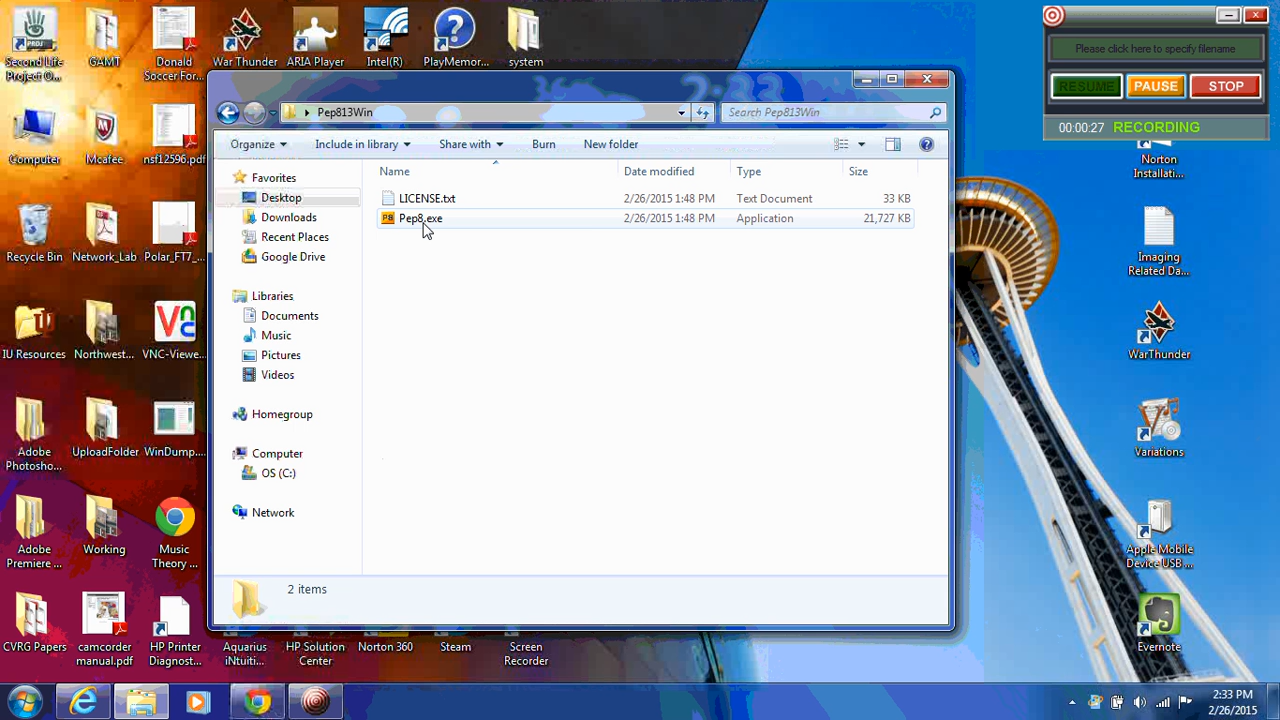 Second Life
Project O...
GAMT
Donald
Soccer For...
War Thunder
ARIA Player
Intel(R)
PlayMemor...
system
Please click here to specify filename
RESUME
PAUSE
STOP
00:00:27 RECORDING
Pep813Win
Search Pep813Win
Organize
Include in library
Share with
Burn
New folder
Name
Date modified
Type
Size
Favorites
Desktop
Downloads
Recent Places
Google Drive
Libraries
Documents
Music
Pictures
Videos
Homegroup
Computer
OS (C:)
Network
LICENSE.txt 2/26/2015 1:48 PM Text Document 33 KB
Pep8.exe 2/26/2015 1:48 PM Application 21,727 KB
2 items
Computer
Mcafee
nsf12596.pdf
Recycle Bin
Network_Lab
Polar_FT7_...
IU Resources
Northwest...
VNC-Viewe...
Adobe
Photosho...
UploadFolder
WinDump....
Adobe
Premiere ...
Working
Music
Theory ...
CVRG Papers
camcorder
manual.pdf
HP Printer
Diagnost...
Aquarius
iNtuiti...
HP Solution
Center
Norton 360
Steam
Screen
Recorder
Norton
Installati...
Imaging
Related Da...
WarThunder
Variations
Apple Mobile
Device USB ...
Evernote
2:33 PM
2/26/2015